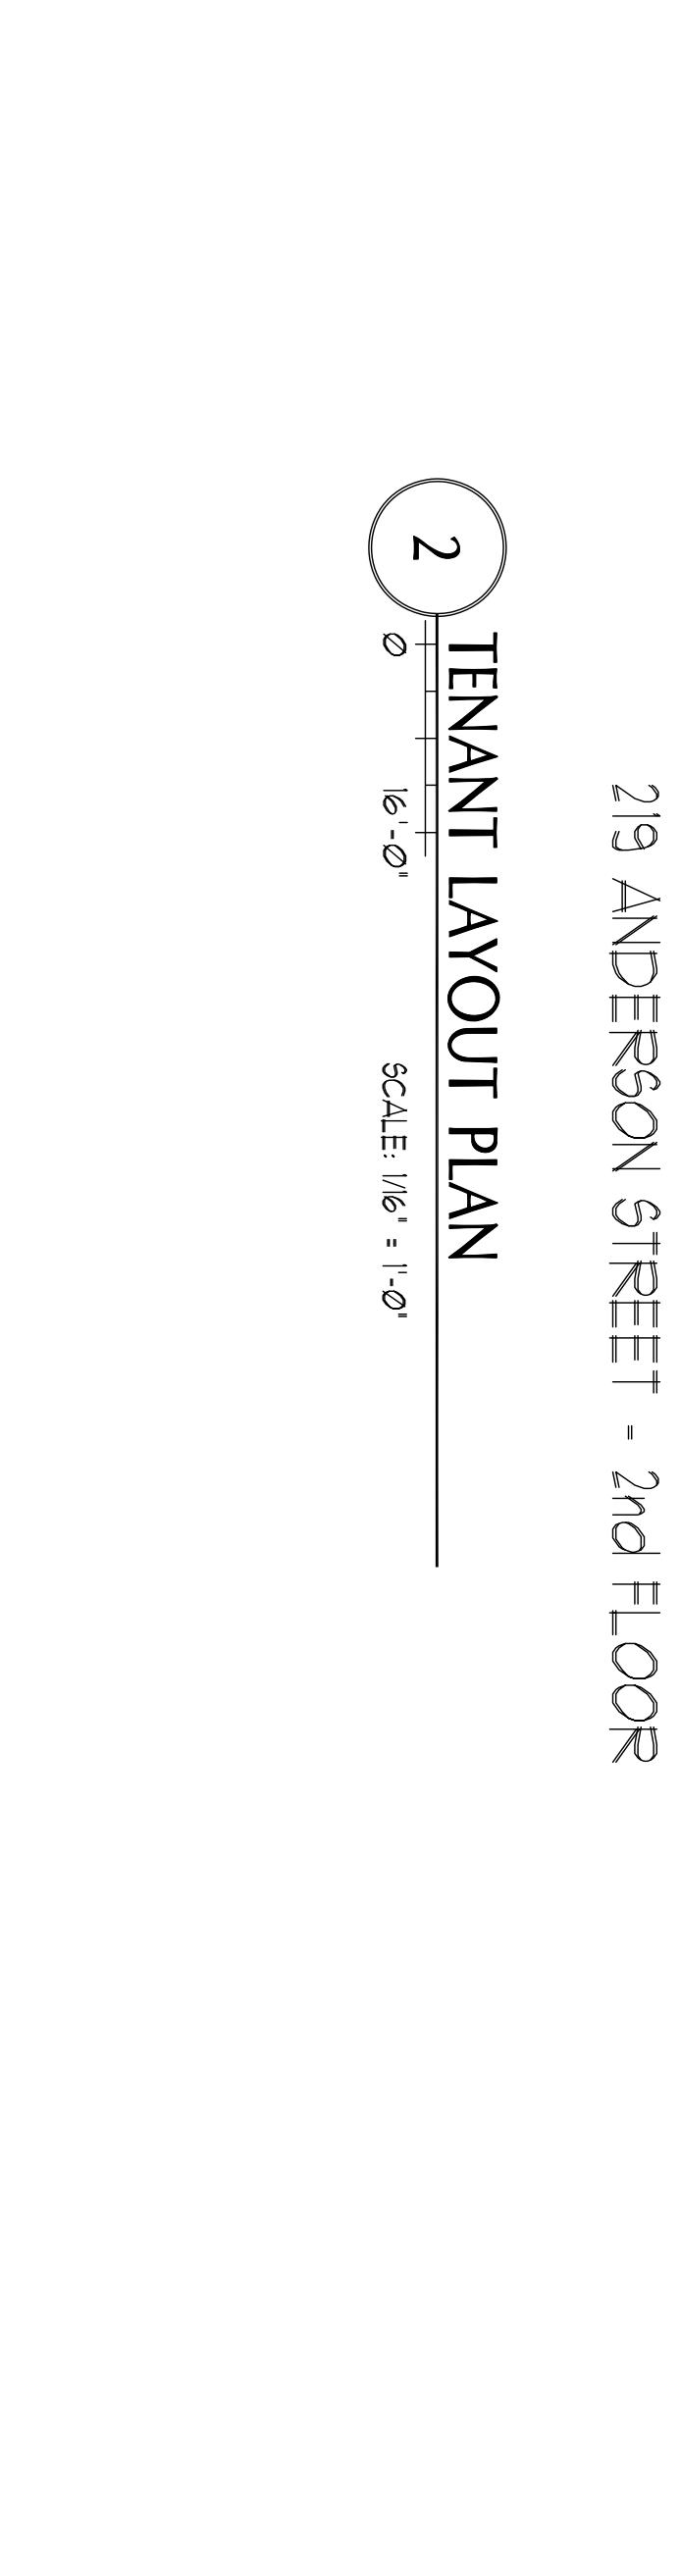 219 ANDERSON STREET - 2nd FLOOR
2
TENANT LAYOUT PLAN
0 16'-0" SCALE: 1/16" = 1'-0"